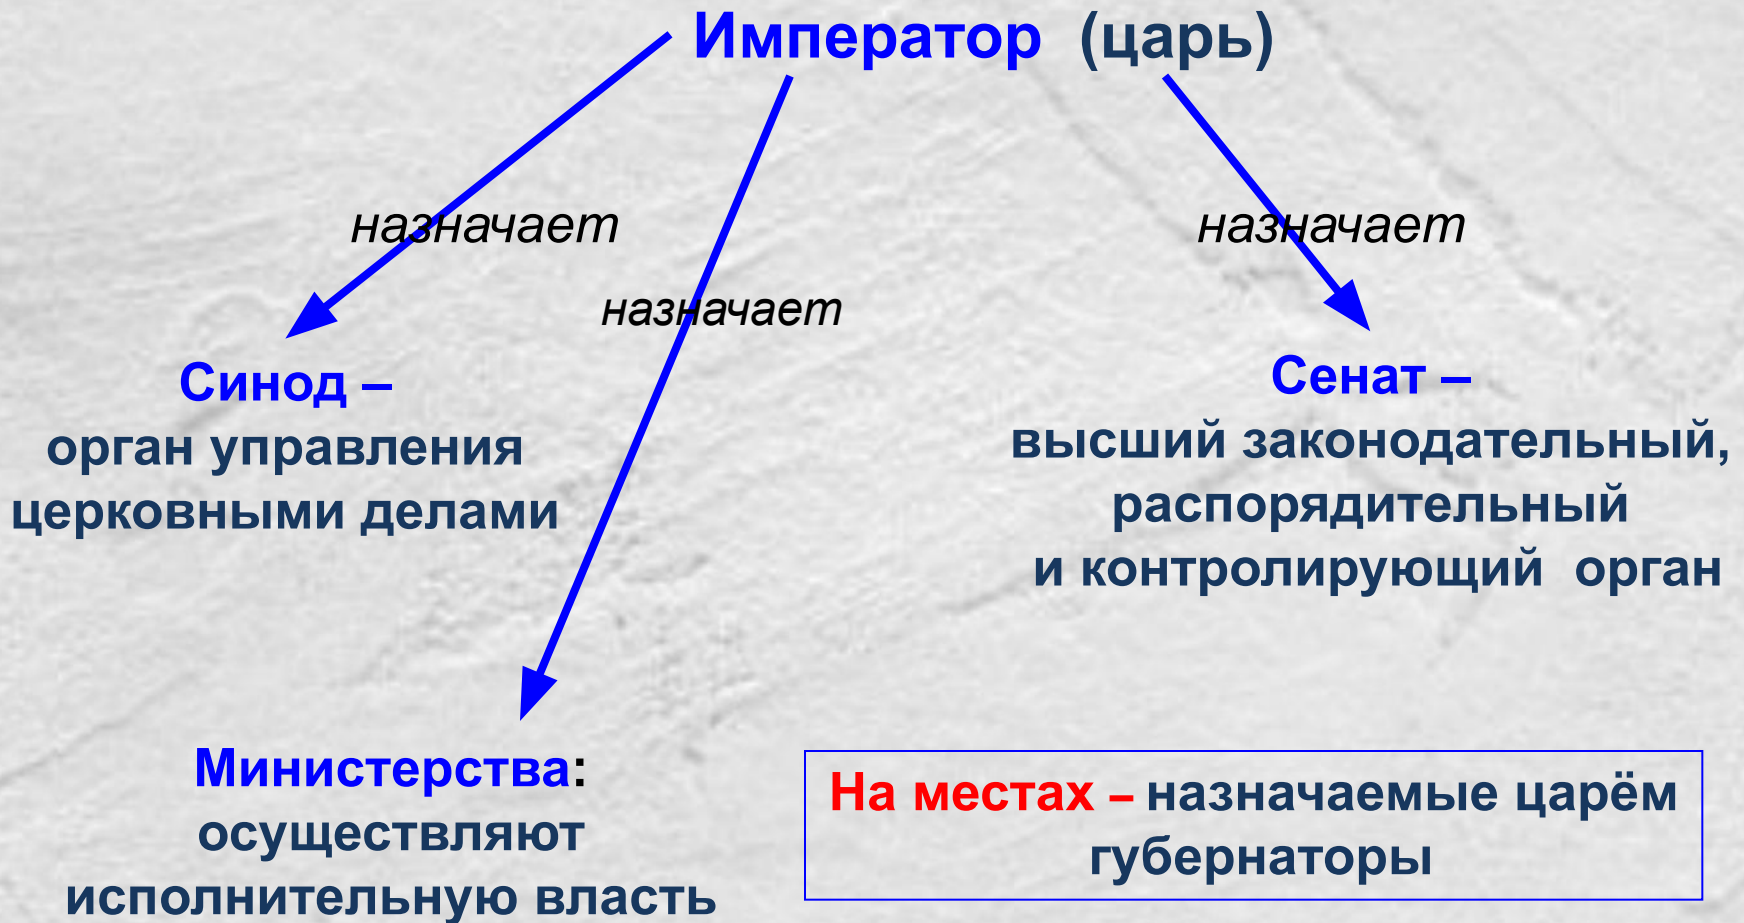 Император (царь)
назначает
назначает
назначает
Синод –
орган управления
церковными делами
Сенат –
высший законодательный,
распорядительный
и контролирующий орган
Министерства:
осуществляют
исполнительную власть
На местах – назначаемые царём
губернаторы